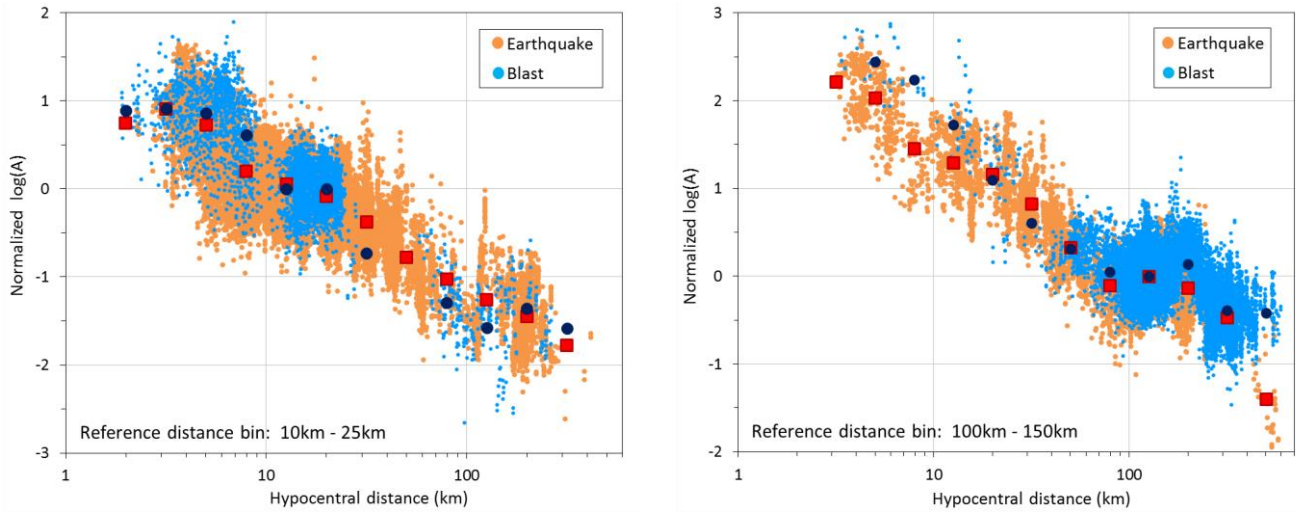 2
1
0
-1
-2
-3
Normalized log(A)
Earthquake
Blast
Reference distance bin: 10km - 25km
1 10 100
Hypocentral distance (km)
3
2
1
0
-1
-2
Normalized log(A)
Earthquake
Blast
Reference distance bin: 100km - 150km
1 10 100
Hypocentral distance (km)